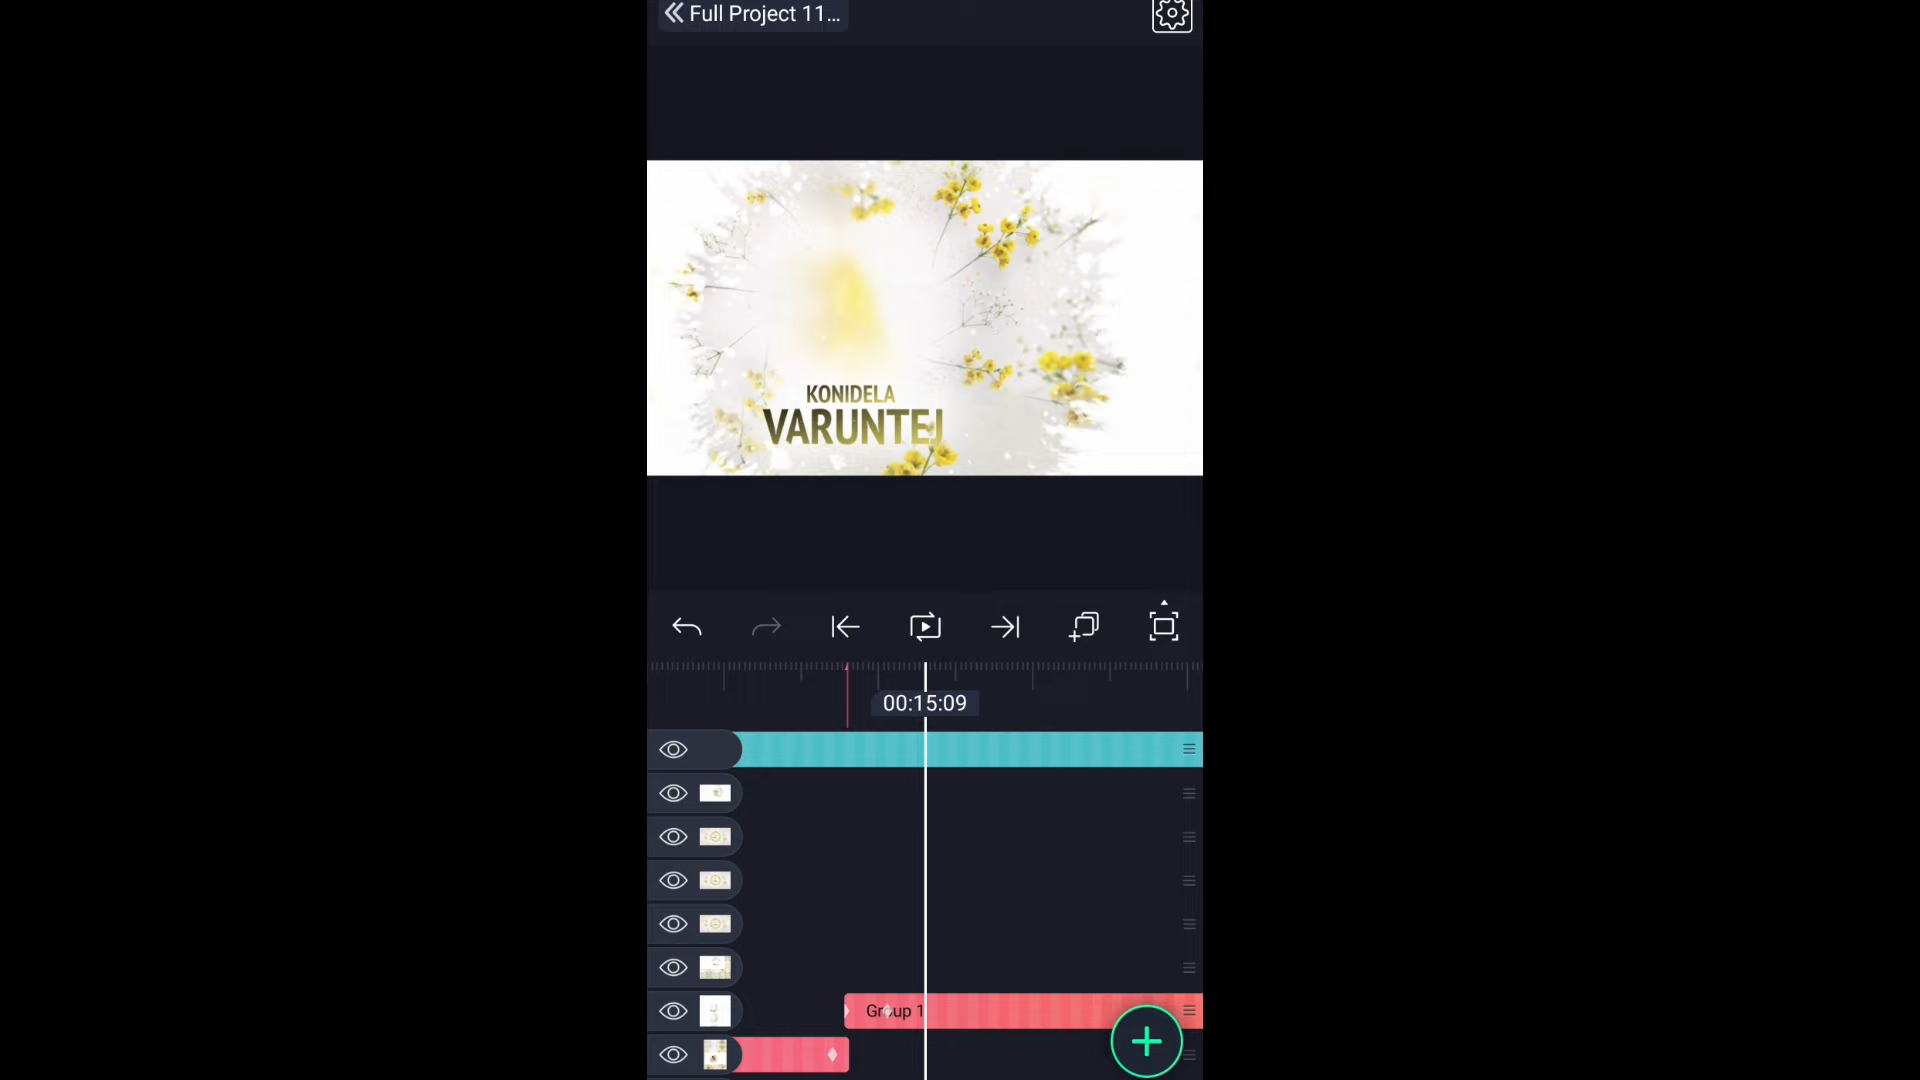 Full Project 11...
KONIDELA
VARUNTEJ
00:15:09
Group 1